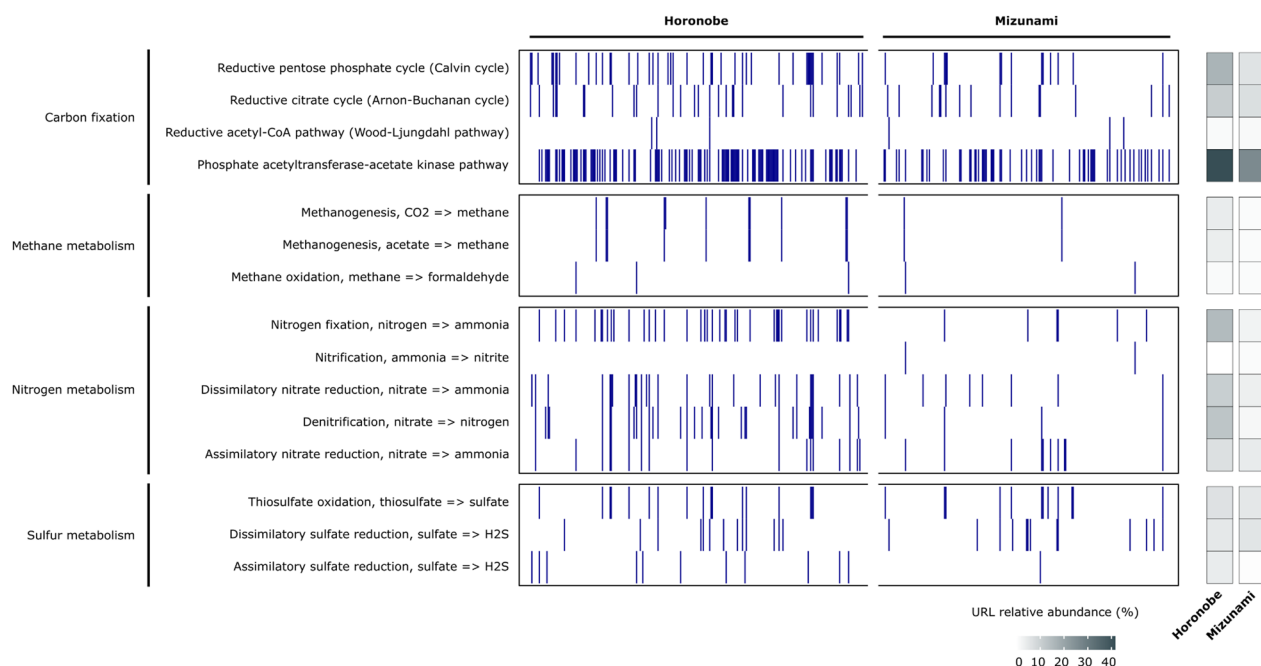 Horonobe
Mizunami
Carbon fixation
Reductive pentose phosphate cycle (Calvin cycle)
Reductive citrate cycle (Arnon-Buchanan cycle)
Reductive acetyl-CoA pathway (Wood-Ljungdahl pathway)
Phosphate acetyltransferase-acetate kinase pathway
Methane metabolism
Methanogenesis, CO2 => methane
Methanogenesis, acetate => methane
Methane oxidation, methane => formaldehyde
Nitrogen metabolism
Nitrogen fixation, nitrogen => ammonia
Nitrification, ammonia => nitrite
Dissimilatory nitrate reduction, nitrate => ammonia
Denitrification, nitrate => nitrogen
Assimilatory nitrate reduction, nitrate => ammonia
Sulfur metabolism
Thiosulfate oxidation, thiosulfate => sulfate
Dissimilatory sulfate reduction, sulfate => H2S
Assimilatory sulfate reduction, sulfate => H2S
Horonobe
Mizunami
URL relative abundance (%)
0 10 20 30 40